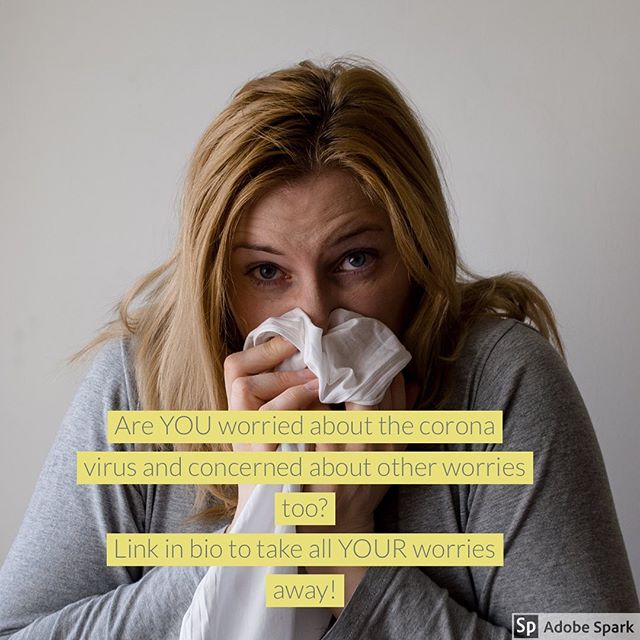 Are YOU worried about the corona
virus and concerned about other worries
too?
Link in bio to take all YOUR worries
away!
Sp Adobe Spark